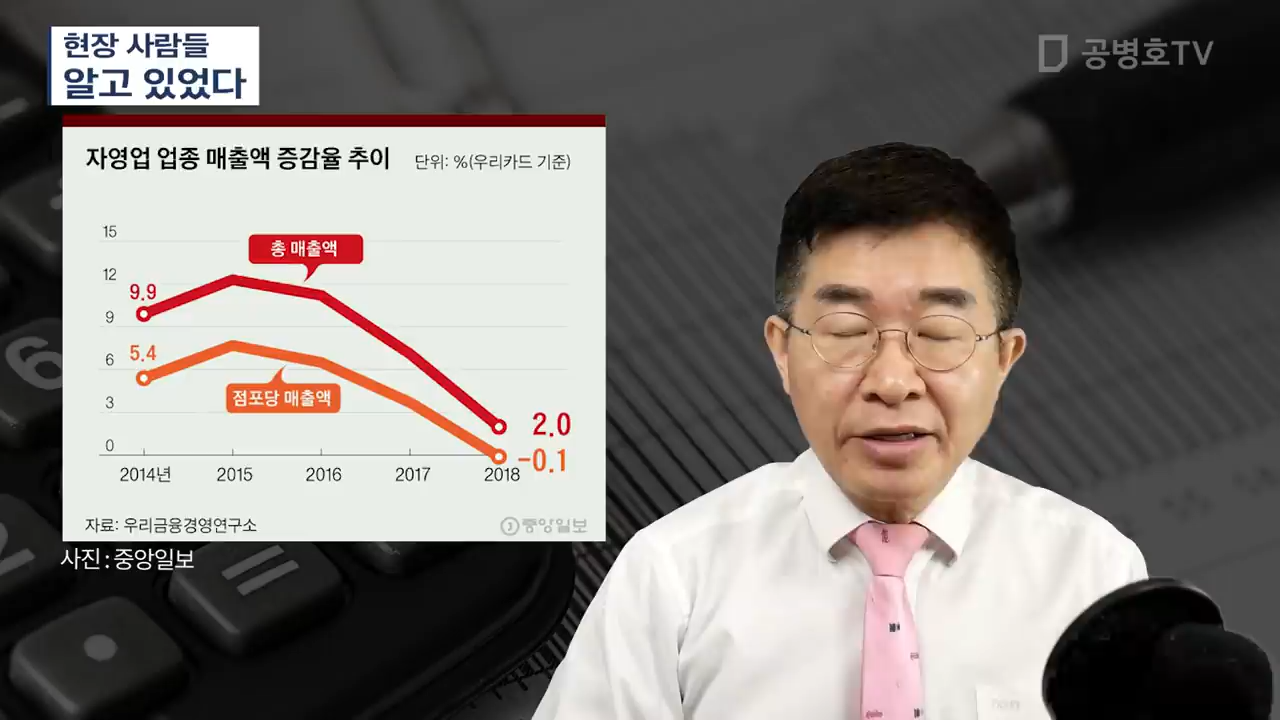 현장 사람들
알고 있었다
공병호TV
자영업 업종 매출액 증감율 추이
단위: %(우리카드 기준)
15
12
9
6
3
0
총 매출액
9.9
5.4
점포당 매출액
2.0
-0.1
2014년 2015 2016 2017 2018
자료: 우리금융경영연구소
중앙일보
사진 : 중앙일보